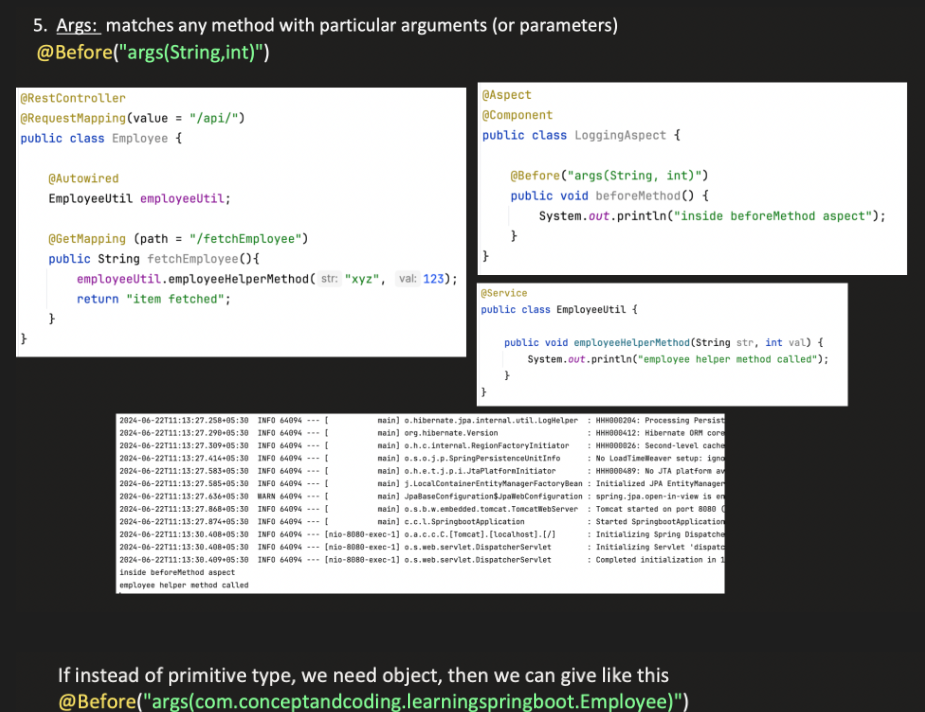 5. Args: matches any method with particular arguments (or parameters)
@Before("args(String,int)")
@RestController
@RequestMapping(value = "/api/")
public class Employee {
@Autowired
EmployeeUtil employeeUtil;
@GetMapping (path = "/fetchEmployee")
public String fetchEmployee(){
employeeUtil.employeeHelperMethod( str: "xyz", val: 123);
return "item fetched";
}
}
@Aspect
@Component
public class LoggingAspect {
@Before("args(String, int)")
public void beforeMethod() {
System.out.println("inside beforeMethod aspect");
}
}
@Service
public class EmployeeUtil {
public void employeeHelperMethod(String str, int val) {
System.out.println("employee helper method called");
}
}
2024-06-22T11:13:27.258+05:30 INFO 64094 --- [ main] o.hibernate.jpa.internal.util.LogHelper : HHH000204: Processing Persist
2024-06-22T11:13:27.290+05:30 INFO 64094 --- [ main] org.hibernate.Version : HHH000412: Hibernate ORM core
2024-06-22T11:13:27.309+05:30 INFO 64094 --- [ main] o.h.c.internal.RegionFactoryInitiator : HHH000026: Second-level cache
2024-06-22T11:13:27.414+05:30 INFO 64094 --- [ main] o.s.o.j.p.SpringPersistenceUnitInfo : No LoadTimeWeaver setup: igno
2024-06-22T11:13:27.583+05:30 INFO 64094 --- [ main] o.h.e.t.j.p.i.JtaPlatformInitiator : HHH000489: No JTA platform av
2024-06-22T11:13:27.585+05:30 INFO 64094 --- [ main] j.LocalContainerEntityManagerFactoryBean : Initialized JPA EntityManager
2024-06-22T11:13:27.636+05:30 WARN 64094 --- [ main] JpaBaseConfiguration$JpaWebConfiguration : spring.jpa.open-in-view is en
2024-06-22T11:13:27.868+05:30 INFO 64094 --- [ main] o.s.b.w.embedded.tomcat.TomcatWebServer : Tomcat started on port 8080 (
2024-06-22T11:13:27.874+05:30 INFO 64094 --- [ main] c.c.l.SpringbootApplication : Started SpringbootApplication
2024-06-22T11:13:30.408+05:30 INFO 64094 --- [nio-8080-exec-1] o.a.c.c.C.[Tomcat].[localhost].[/] : Initializing Spring Dispatche
2024-06-22T11:13:30.408+05:30 INFO 64094 --- [nio-8080-exec-1] o.s.web.servlet.DispatcherServlet : Initializing Servlet 'dispatc
2024-06-22T11:13:30.409+05:30 INFO 64094 --- [nio-8080-exec-1] o.s.web.servlet.DispatcherServlet : Completed initialization in 1
inside beforeMethod aspect
employee helper method called
If instead of primitive type, we need object, then we can give like this
@Before("args(com.conceptandcoding.learningspringboot.Employee)")